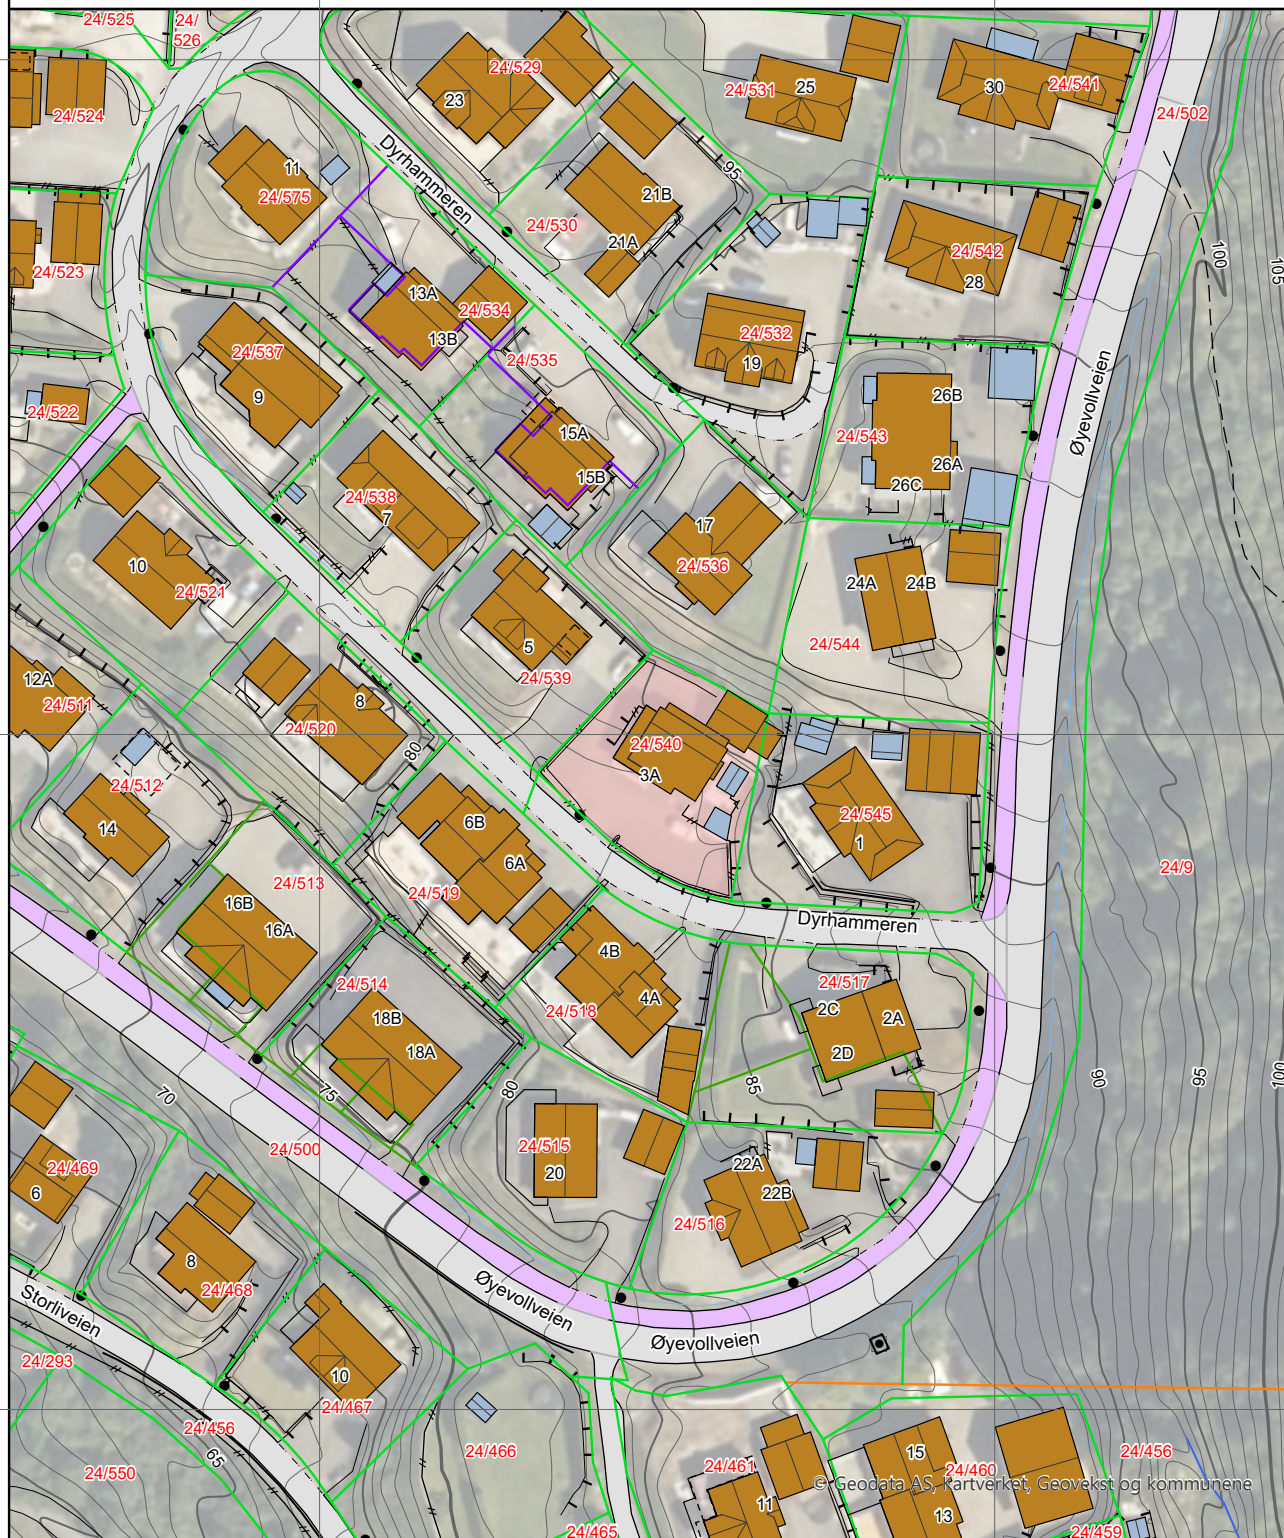 24/525
24/
526
24/529
23
24/531
25
30
24/541
24/502
24/524
Dyrhammeren
95
11
24/575
21B
24/530
21A
24/542
28
100
105
24/523
13A
24/534
13B
24/532
19
24/535
24/537
9
24/522
Øyevollveien
26B
24/543
26A
26C
15A
15B
24/538
7
17
24/536
10
24/521
24A
24B
24/544
5
24/539
12A
24/511
8
24/520
80
24/540
3A
24/512
14
6B
6A
24/545
1
24/9
24/513
24/519
16B
16A
Dyrhammeren
4B
4A
24/518
24/514
24/517
2C
2A
2D
18B
18A
75
80
85
90
95
100
70
24/500
24/515
20
22A
22B
24/516
24/469
6
8
24/468
Øyevollveien
Øyevollveien
Storliveien
24/293
10
24/467
24/456
65
24/466
24/550
24/461
11
15
24/460
13
24/456
© Geodata AS, Kartverket, Geovekst og kommunene
24/465
24/459